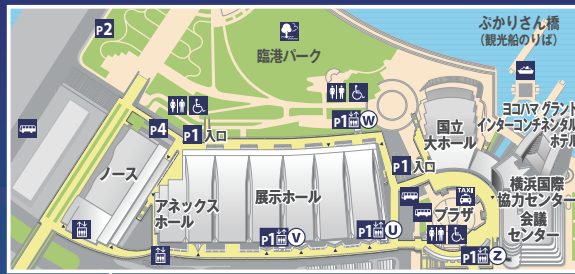 ぷかりさん橋
(観光船のりば)
P2
臨港パーク
P4
P1入口
P1 W
国立
大ホール
ヨコハマ グランド
インターコンチネンタル
ホテル
P1入口
ノース
アネックス
ホール
展示ホール
TAXI
プラザ
横浜国際
協力センター
会議
センター
P1 V
P1 U
P1 Z